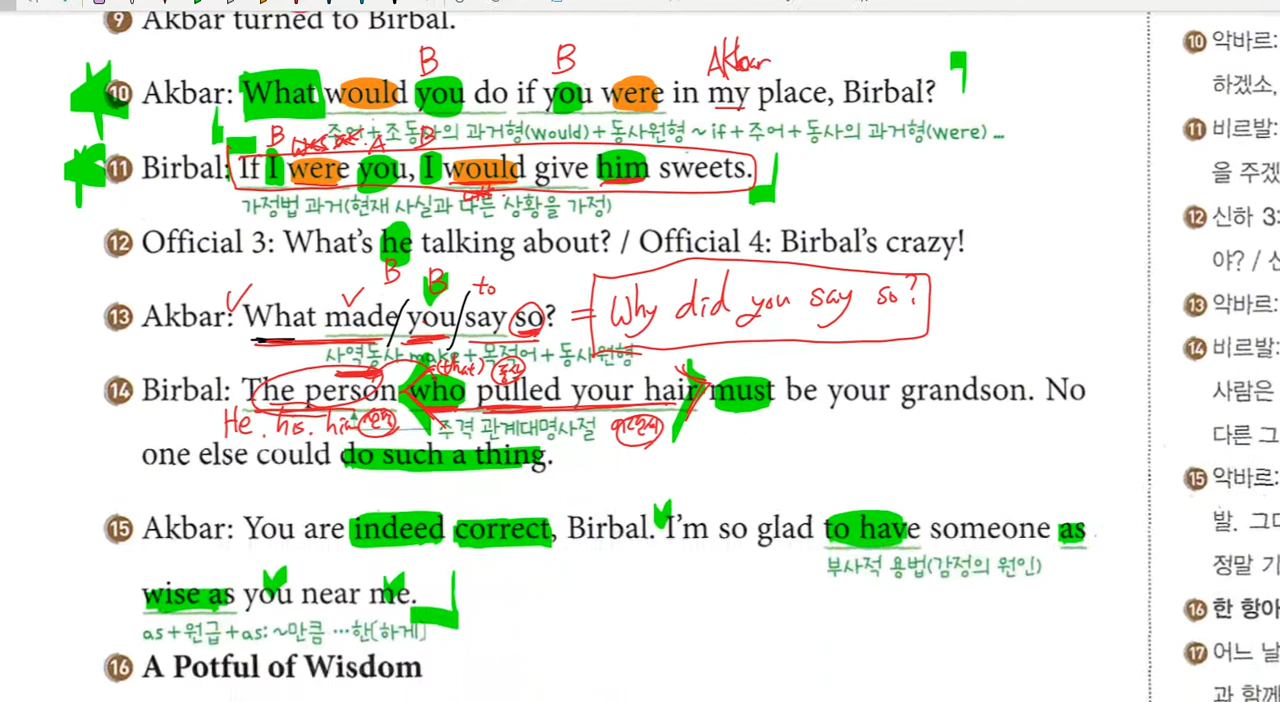 9 Akbar turned to Birbal.
B B Akbar
10 Akbar: What would you do if you were in my place, Birbal?
주어+조동사의 과거형(would)+동사원형 ~ if+주어+동사의 과거형(were) ...
B A B
11 Birbal: If I were you, I would give him sweets.
가정법 과거(현재 사실과 다른 상황을 가정)
12 Official 3: What's he talking about? / Official 4: Birbal's crazy!
B B to
13 Akbar: What made/you/say so? = Why did you say so?
사역동사 make+목적어+동사원형
(that)
14 Birbal: The person who pulled your hair must be your grandson. No
He. his. him
주격 관계대명사절
one else could do such a thing.
15 Akbar: You are indeed correct, Birbal. I'm so glad to have someone as
부사적 용법(감정의 원인)
wise as you near me.
as+원급+as: ~만큼 …한[하게]
16 A Potful of Wisdom
10 악바르:
하겠소,
11 비르발:
을 주겠
12 신하 3:
야? / 신
13 악바르:
14 비르발:
사람은
다른 그
15 악바르:
발. 그대
정말 기
16 한 항아
17 어느 날
과 함께